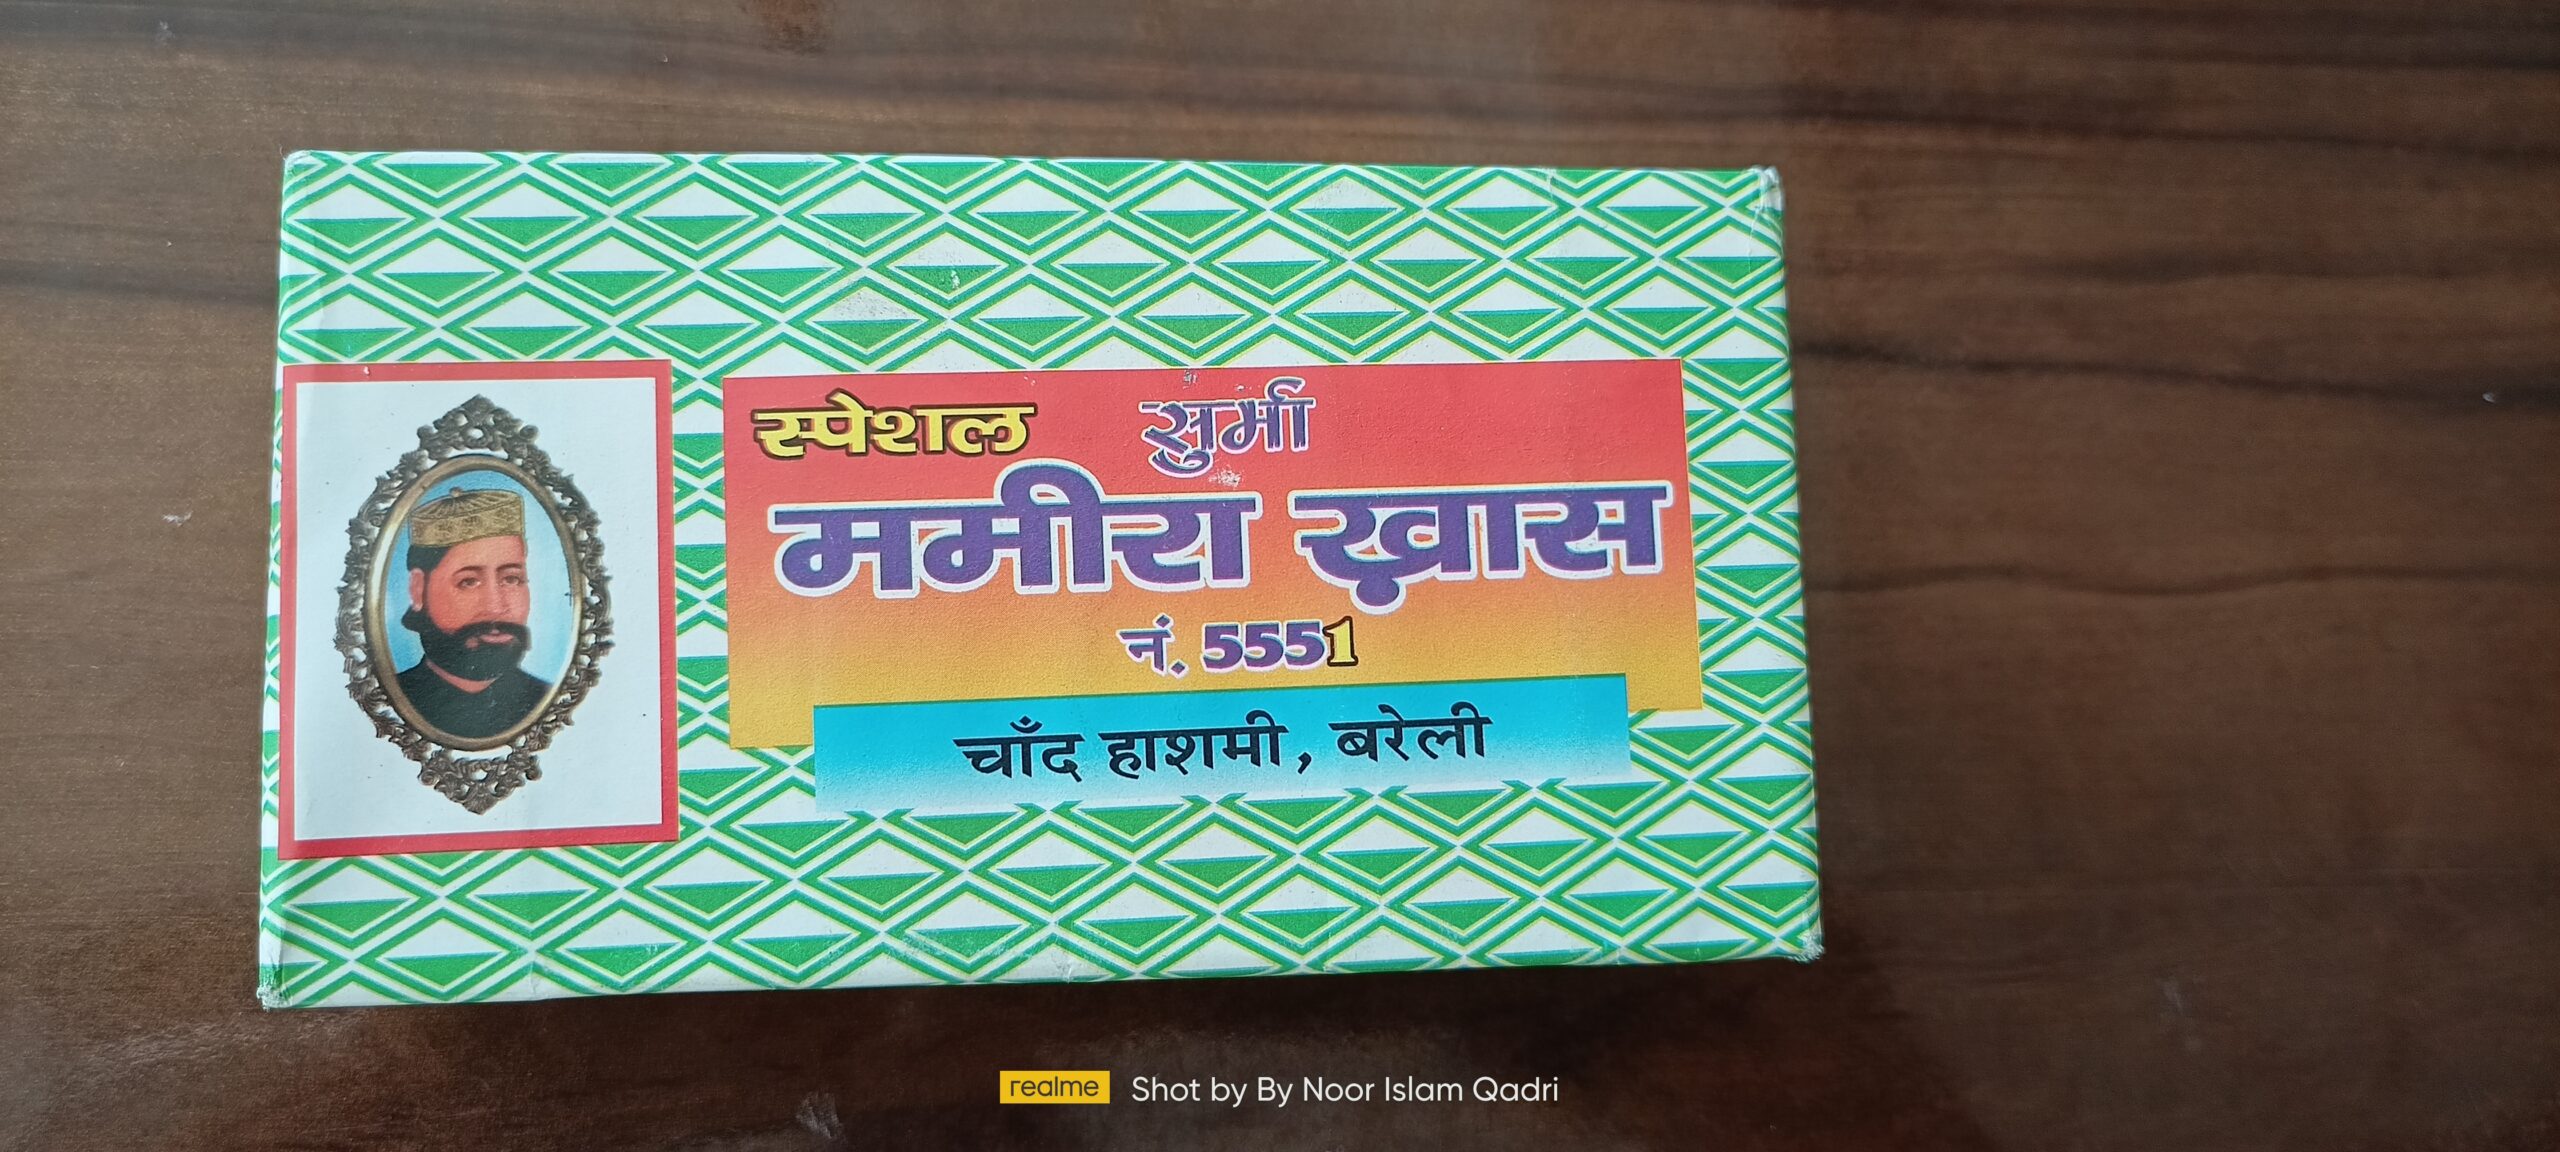 स्पेशल सुर्मा
ममीरा ख़ास
नं. 5551
चाँद हाशमी, बरेली
realme Shot by By Noor Islam Qadri